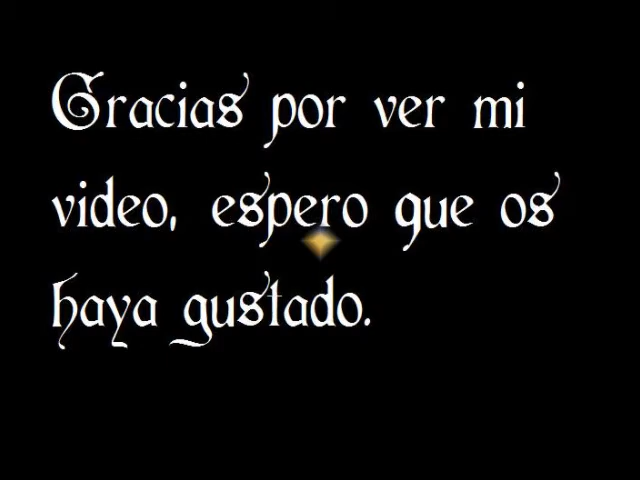 Gracias por ver mi
video, espero que os
haya gustado.